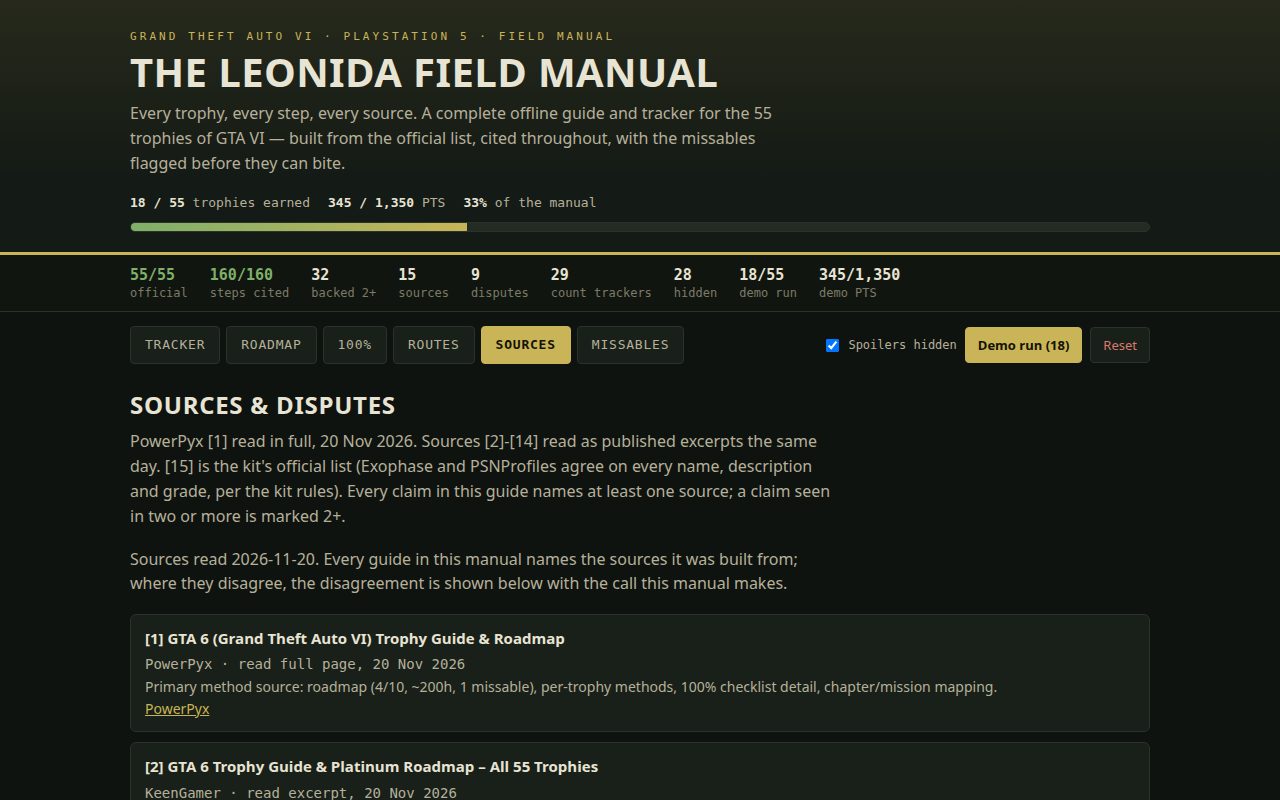 GRAND THEFT AUTO VI · PLAYSTATION 5 · FIELD MANUAL
THE LEONIDA FIELD MANUAL
Every trophy, every step, every source. A complete offline guide and tracker for the 55
trophies of GTA VI — built from the official list, cited throughout, with the missables
flagged before they can bite.
18 / 55 trophies earned 345 / 1,350 PTS 33% of the manual
55/55 160/160 32 15 9 29 28 18/55 345/1,350
official steps cited backed 2+ sources disputes count trackers hidden demo run demo PTS
TRACKER ROADMAP 100% ROUTES SOURCES MISSABLES Spoilers hidden Demo run (18) Reset
SOURCES & DISPUTES
PowerPyx [1] read in full, 20 Nov 2026. Sources [2]-[14] read as published excerpts the same
day. [15] is the kit's official list (Exophase and PSNProfiles agree on every name, description
and grade, per the kit rules). Every claim in this guide names at least one source; a claim seen
in two or more is marked 2+.
Sources read 2026-11-20. Every guide in this manual names the sources it was built from;
where they disagree, the disagreement is shown below with the call this manual makes.
[1] GTA 6 (Grand Theft Auto VI) Trophy Guide & Roadmap
PowerPyx · read full page, 20 Nov 2026
Primary method source: roadmap (4/10, ~200h, 1 missable), per-trophy methods, 100% checklist detail, chapter/mission mapping.
PowerPyx
[2] GTA 6 Trophy Guide & Platinum Roadmap – All 55 Trophies
KeenGamer · read excerpt, 20 Nov 2026